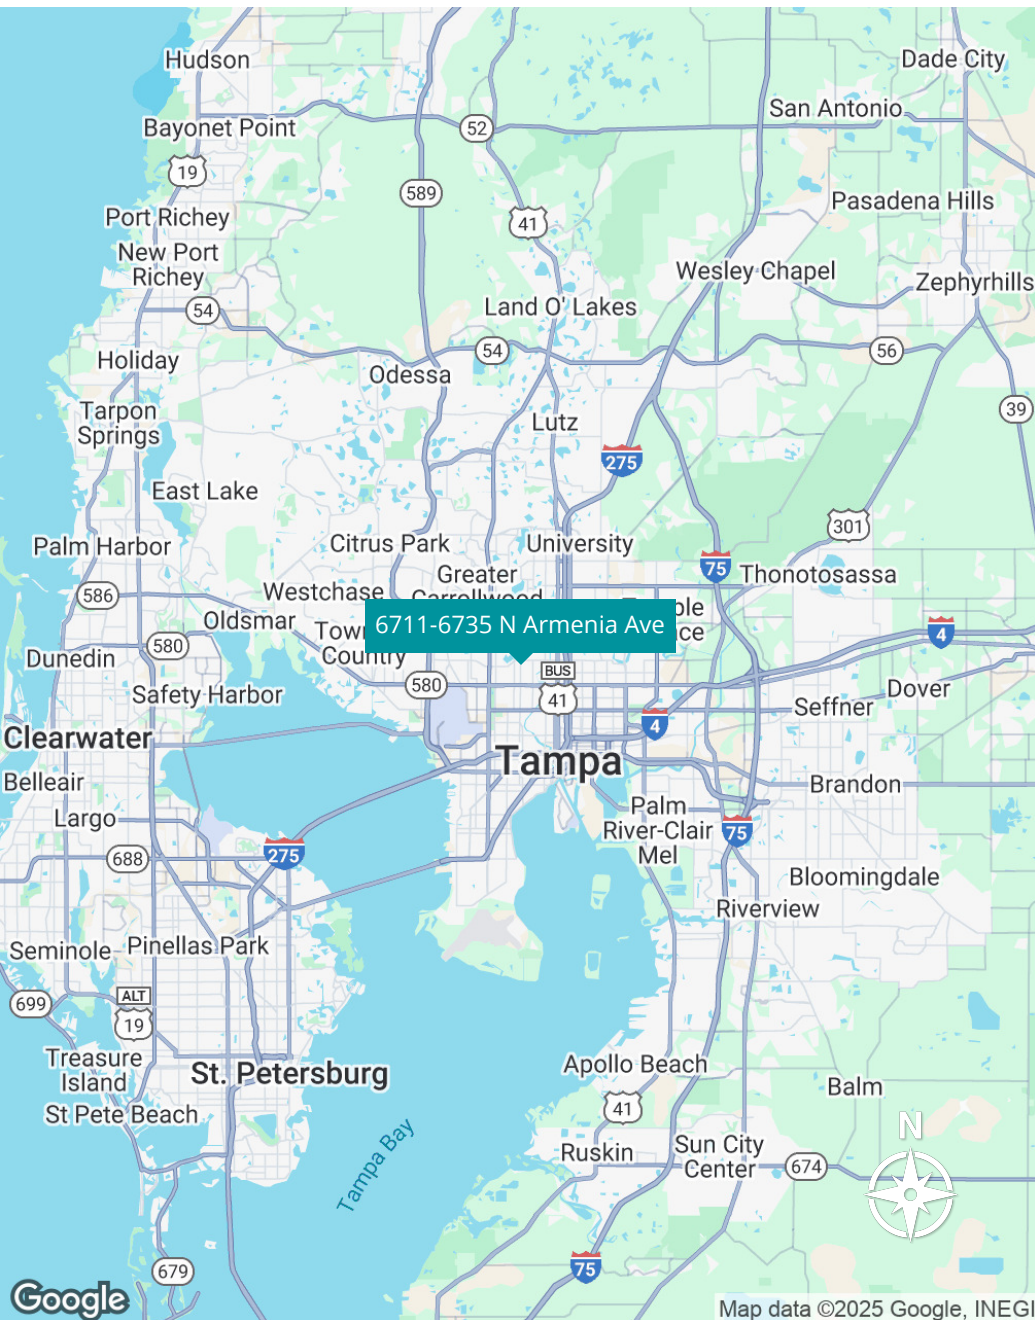 Hudson
Dade City
San Antonio
Bayonet Point
52
19
589
Pasadena Hills
Port Richey
41
New Port
Richey
Wesley Chapel
Zephyrhills
54
Land O' Lakes
54
56
Holiday
Odessa
39
Tarpon
Springs
Lutz
275
East Lake
301
Palm Harbor
Citrus Park
University
75
Thonotosassa
Greater
586
Westchase
6711-6735 N Armenia Ave
Oldsmar
4
580
Country
Dunedin
BUS
41
580
Safety Harbor
Dover
Seffner
4
Clearwater
Tampa
Belleair
Brandon
Largo
Palm
River-Clair
Mel
75
275
688
Bloomingdale
Riverview
Seminole
Pinellas Park
699
ALT
19
Treasure
Island
St. Petersburg
Apollo Beach
Balm
St Pete Beach
41
N
Tampa Bay
Ruskin
Sun City
Center
674
679
75
Google
Map data ©2025 Google, INEGI